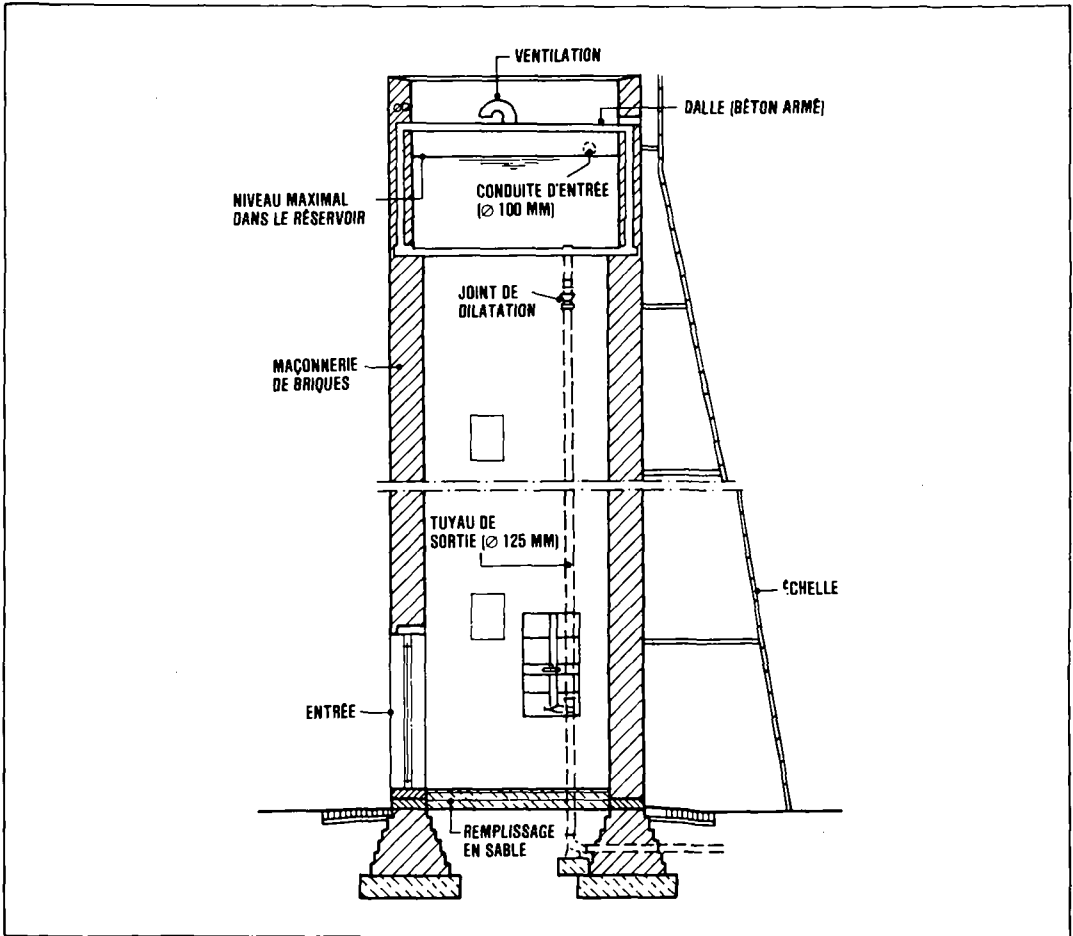 VENTILATION
DALLE (BÉTON ARMÉ)
NIVEAU MAXIMAL
DANS LE RÉSERVOIR
CONDUITE D'ENTRÉE
(∅ 100 MM)
JOINT DE
DILATATION
MAÇONNERIE
DE BRIQUES
TUYAU DE
SORTIE (∅ 125 MM)
ÉCHELLE
ENTRÉE
REMPLISSAGE
EN SABLE